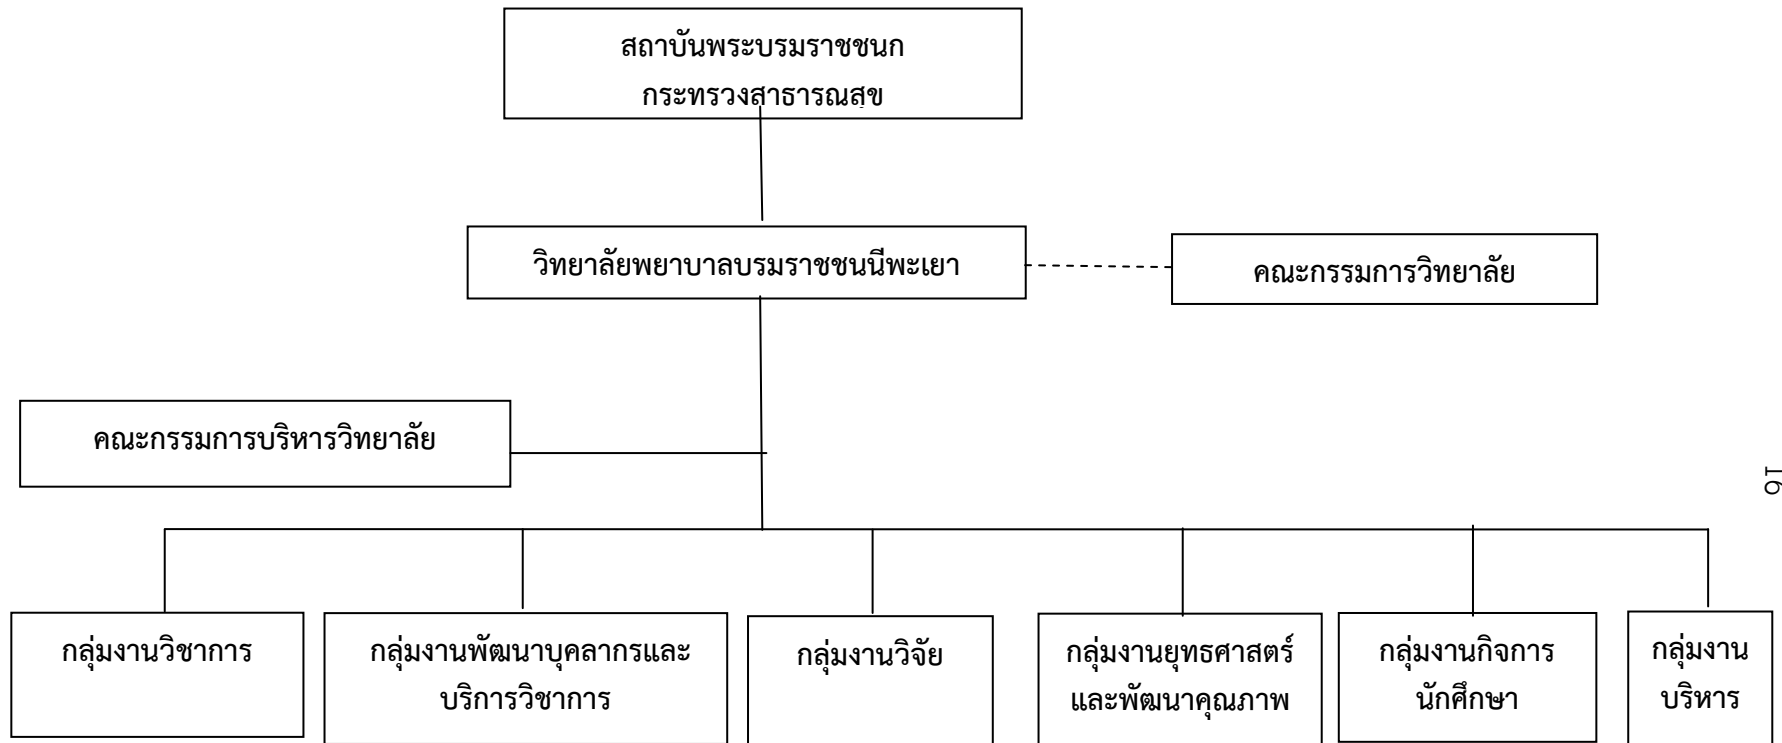 สถาบันพระบรมราชชนก
กระทรวงสาธารณสุข
วิทยาลัยพยาบาลบรมราชชนนีพะเยา
คณะกรรมการวิทยาลัย
คณะกรรมการบริหารวิทยาลัย
16
กลุ่มงานวิชาการ
กลุ่มงานพัฒนาบุคลากรและ
บริการวิชาการ
กลุ่มงานวิจัย
กลุ่มงานยุทธศาสตร์
และพัฒนาคุณภาพ
กลุ่มงานกิจการ
นักศึกษา
กลุ่มงาน
บริหาร